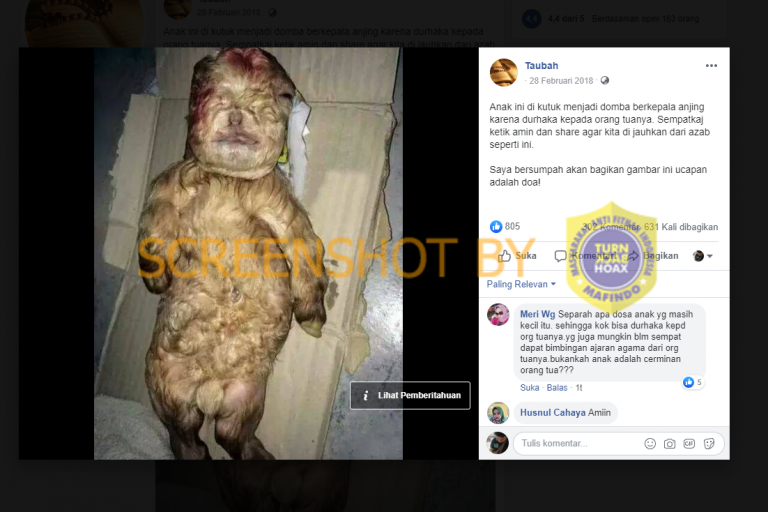 28 Februari 2018
4,4 dari 5 · Berdasarkan opini 163 orang
Anak ini di kutuk menjadi domba berkepala anjing karena durhaka kepada
Taubah
28 Februari 2018
Anak ini di kutuk menjadi domba berkepala anjing
karena durhaka kepada orang tuanya. Sempatkaj
ketik amin dan share agar kita di jauhkan dari azab
seperti ini.
Saya bersumpah akan bagikan gambar ini ucapan
adalah doa!
805
Komentar 631 Kali dibagikan
Suka Komentari Bagikan
Paling Relevan
Meri Wg Separah apa dosa anak yg masih
kecil itu. sehingga kok bisa durhaka kepd
org tuanya.yg juga mungkin blm sempat
dapat bimbingan ajaran agama dari org
tuanya.bukankah anak adalah cerminan
orang tua???
5
Suka · Balas · 1t
Husnul Cahaya Amiin
Tulis komentar...
GIF
i Lihat Pemberitahuan
SCREENSHOT BY
MASYARAKAT ANTI FITNAH INDONESIA
TURN
BACK
HOAX
MAFINDO